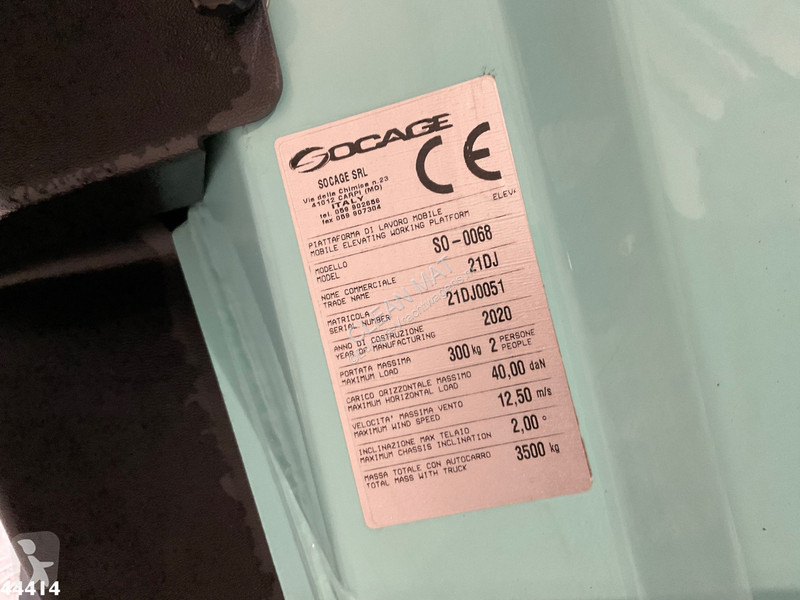 SOCAGE
CE
SOCAGE SRL
Via delle Chimica n.23
41012 CARPI (MO)
ITALY
tel. 059 902656
fax 059 907304
PIATTAFORMA DI LAVORO MOBILE ELEV
MOBILE ELEVATING WORKING PLATFORM
MODELLO
MODEL
SO-0068
NOME COMMERCIALE
TRADE NAME
21DJ
MATRICOLA
SERIAL NUMBER
21DJ0051
ANNO DI COSTRUZIONE
YEAR OF MANUFACTURING
2020
PORTATA MASSIMA
MAXIMUM LOAD
300 kg 2 PERSONE
PEOPLE
CARICO ORIZZONTALE MASSIMO
MAXIMUM HORIZONTAL LOAD
40,00 daN
VELOCITA' MASSIMA VENTO
MAXIMUM WIND SPEED
12,50 m/s
INCLINAZIONE MAX TELAIO
MAXIMUM CHASSIS INCLINATION
2,00 °
MASSA TOTALE CON AUTOCARRO
TOTAL MASS WITH TRUCK
3500 kg
44414